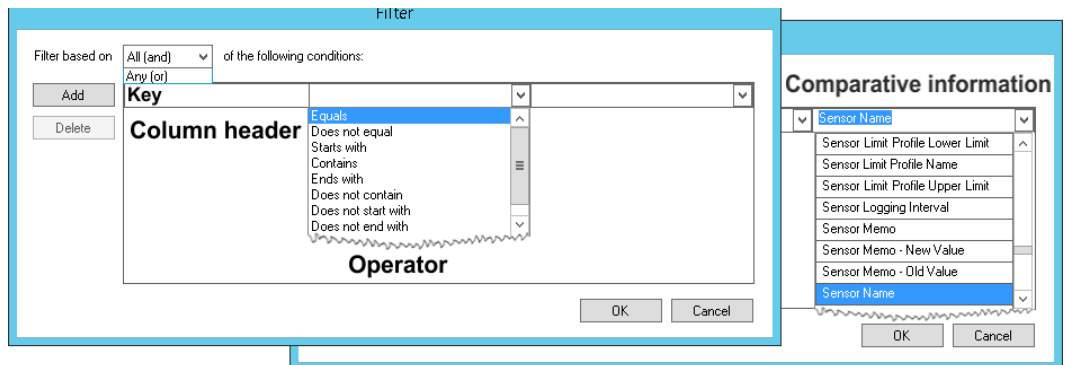 Filter
Filter based on All (and) of the following conditions:
Any (or)
Add
Key
Delete
Column header
Equals
Does not equal
Starts with
Contains
Ends with
Does not contain
Does not start with
Does not end with
Operator
OK Cancel
Comparative information
Sensor Name
Sensor Limit Profile Lower Limit
Sensor Limit Profile Name
Sensor Limit Profile Upper Limit
Sensor Logging Interval
Sensor Memo
Sensor Memo - New Value
Sensor Memo - Old Value
Sensor Name
OK Cancel